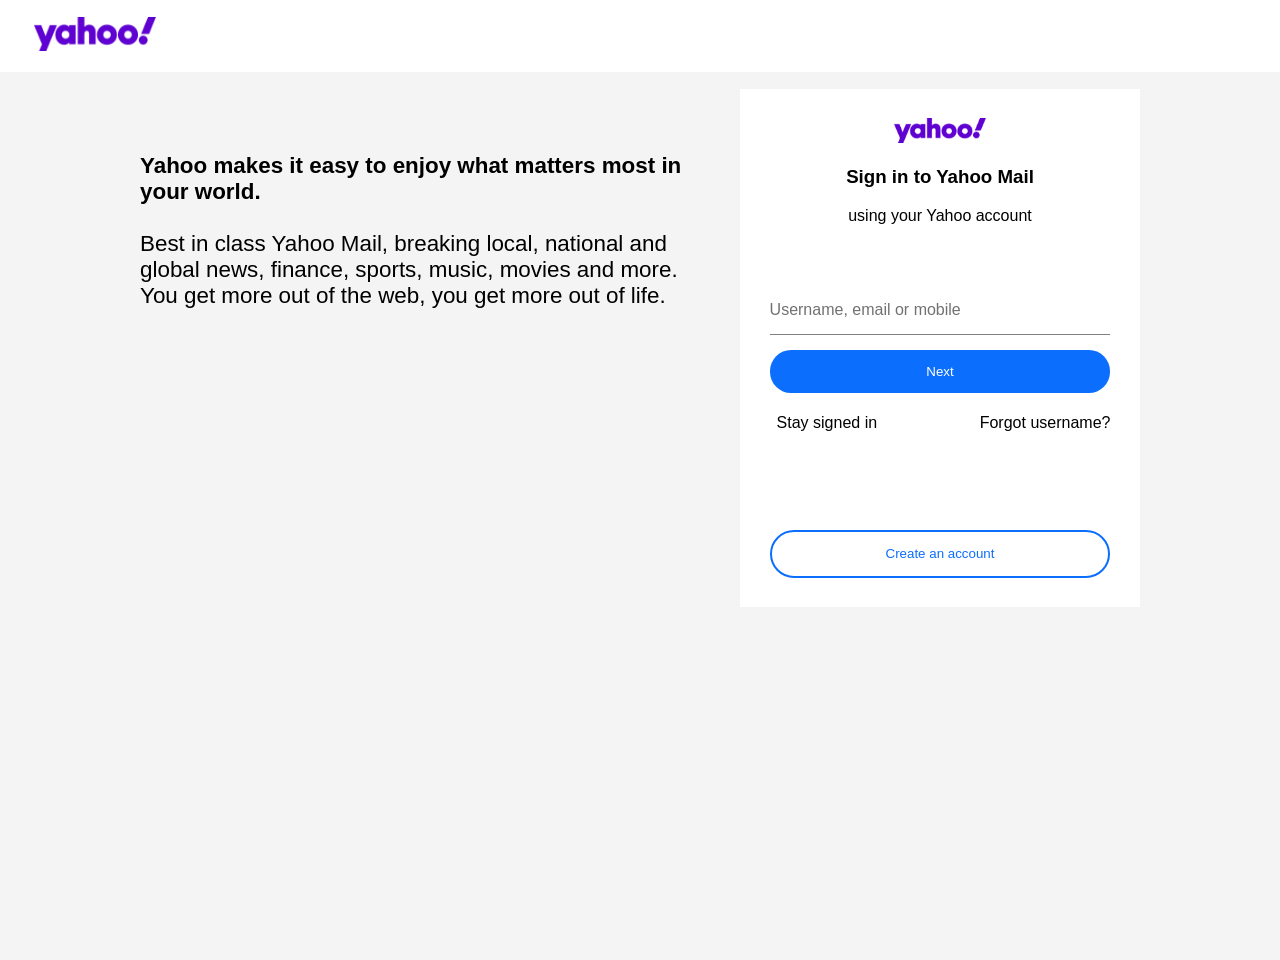 yahoo!
Yahoo makes it easy to enjoy what matters most in
your world.
Best in class Yahoo Mail, breaking local, national and
global news, finance, sports, music, movies and more.
You get more out of the web, you get more out of life.
yahoo!
Sign in to Yahoo Mail
using your Yahoo account
Username, email or mobile
Next
Stay signed in
Forgot username?
Create an account